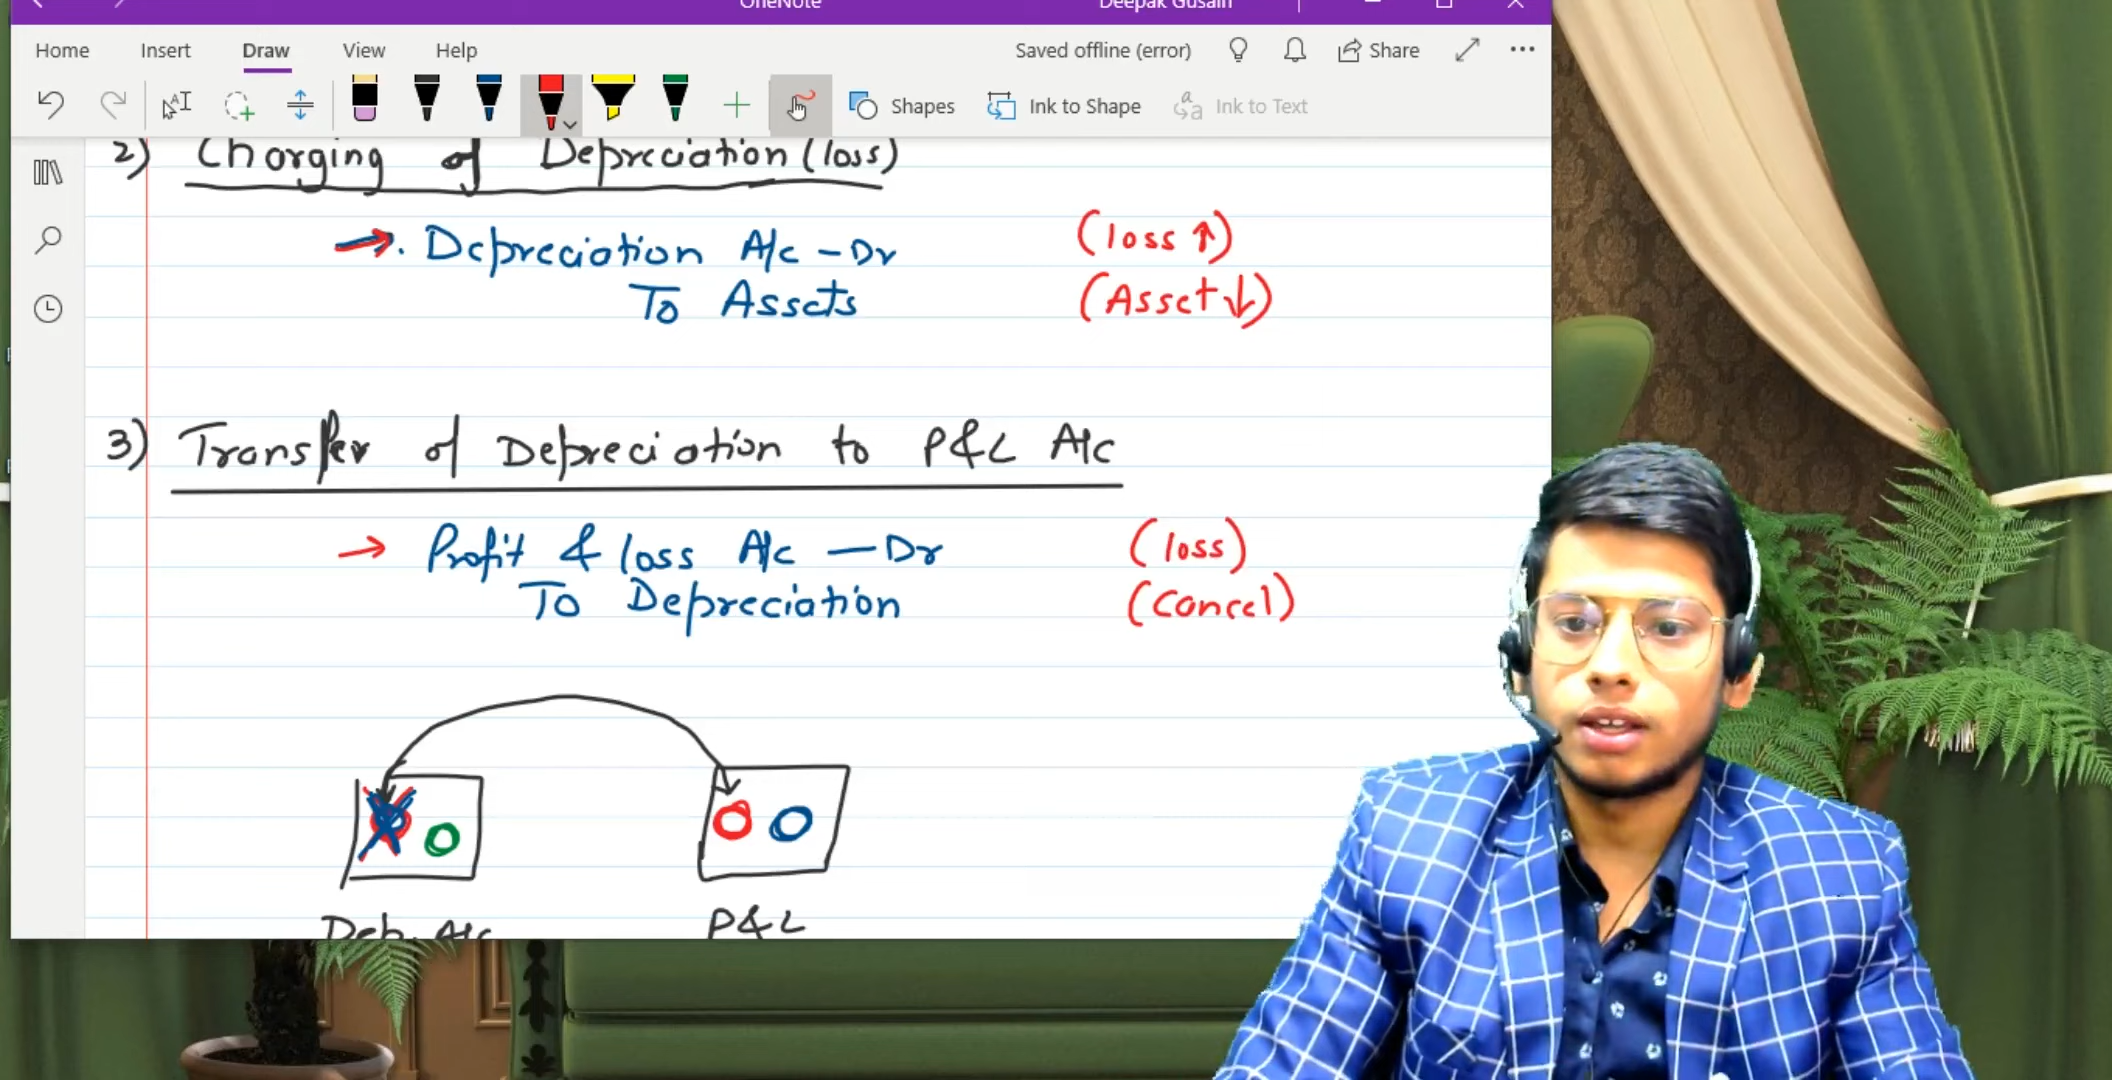 OneNote
Deepak Gusain
Home Insert Draw View Help
Saved offline (error)
Share
Shapes
Ink to Shape
Ink to Text
2) Charging of Depreciation (loss)
→ Depreciation A/c - Dr (loss ↑)
To Assets (Asset ↓)
3) Transfer of Depreciation to P&L A/c
→ Profit & loss A/c — Dr (loss)
To Depreciation (Cancel)
Dep. A/c P&L